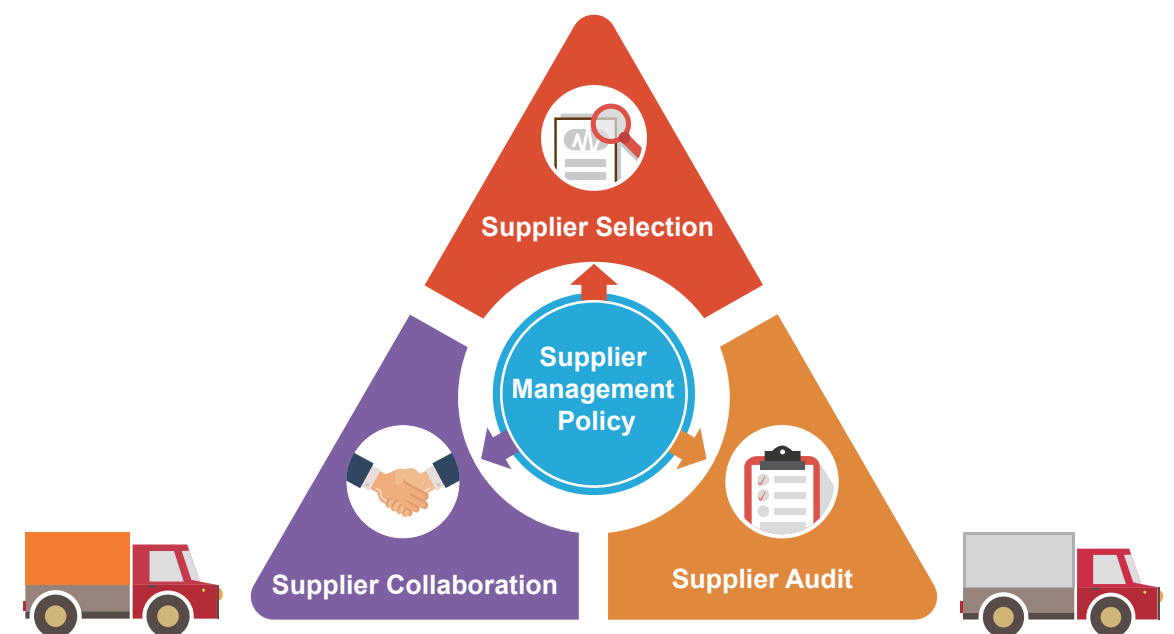 Supplier Selection
Supplier
Management
Policy
Supplier Collaboration
Supplier Audit